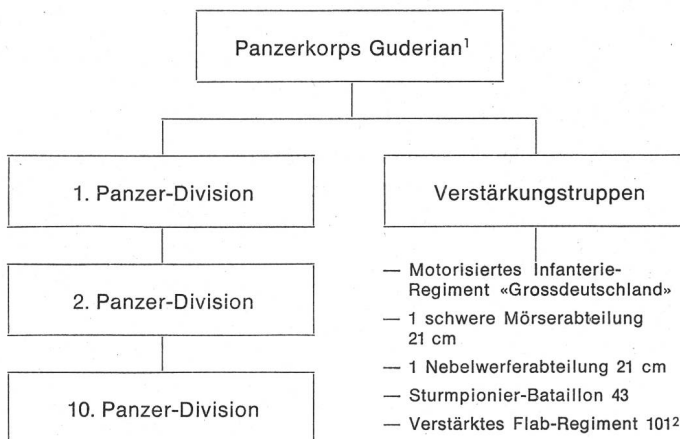 Panzerkorps Guderian¹
1. Panzer-Division
2. Panzer-Division
10. Panzer-Division
Verstärkungstruppen
— Motorisiertes Infanterie-
Regiment «Grossdeutschland»
— 1 schwere Mörserabteilung
21 cm
— 1 Nebelwerferabteilung 21 cm
— Sturmpionier-Bataillon 43
— Verstärktes Flab-Regiment 101²